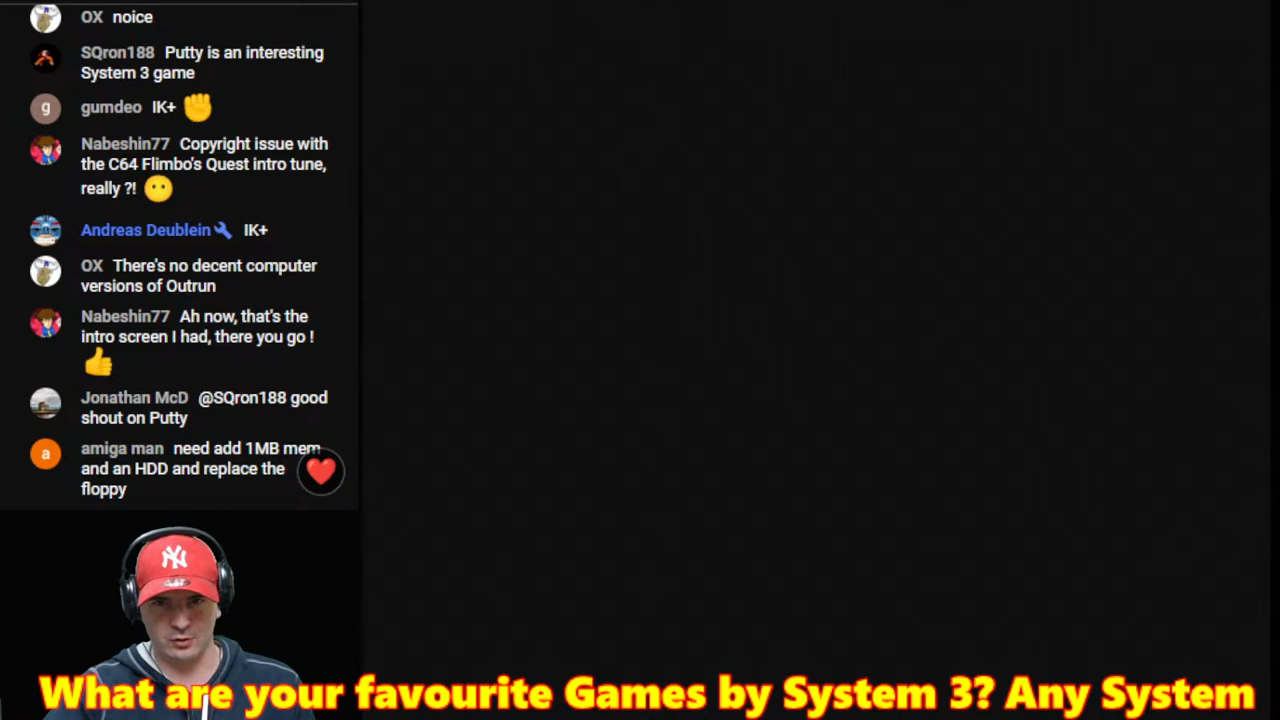 OX noice
SQron188 Putty is an interesting
System 3 game
g gumdeo IK+
Nabeshin77 Copyright issue with
the C64 Flimbo's Quest intro tune,
really ?!
Andreas Deublein IK+
OX There's no decent computer
versions of Outrun
Nabeshin77 Ah now, that's the
intro screen I had, there you go !
Jonathan McD @SQron188 good
shout on Putty
a amiga man need add 1MB mem
and an HDD and replace the
floppy
NY
What are your favourite Games by System 3? Any System